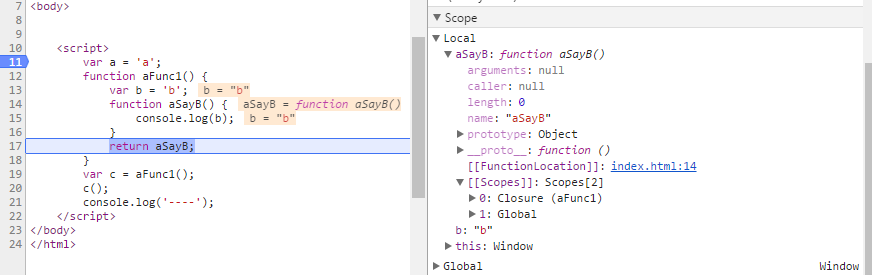 7 <body>
8
9
10 <script>
11 var a = 'a';
12 function aFunc1() {
13 var b = 'b'; b = "b"
14 function aSayB() { aSayB = function aSayB()
15 console.log(b); b = "b"
16 }
17 return aSayB;
18 }
19 var c = aFunc1();
20 c();
21 console.log('----');
22 </script>
23 </body>
24 </html>
Scope
Local
aSayB: function aSayB()
arguments: null
caller: null
length: 0
name: "aSayB"
prototype: Object
__proto__: function ()
[[FunctionLocation]]: index.html:14
[[Scopes]]: Scopes[2]
0: Closure (aFunc1)
1: Global
b: "b"
this: Window
Global Window